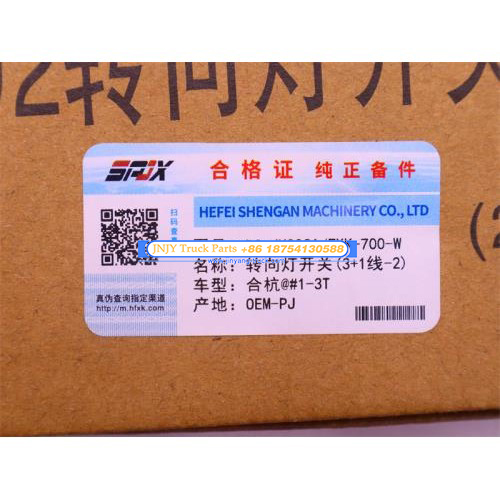 02转向灯开关
SPJX
合格证 纯正备件
扫码查真伪
HEFEI SHENGAN MACHINERY CO., LTD
-700-W
JNJY Truck Parts +86 18754130588
名称: 转向灯开关(3+1线-2)
车型: 合杭@#1-3T
产地: OEM-PJ
真伪查询指定渠道
http://m.hfxk.com
(2